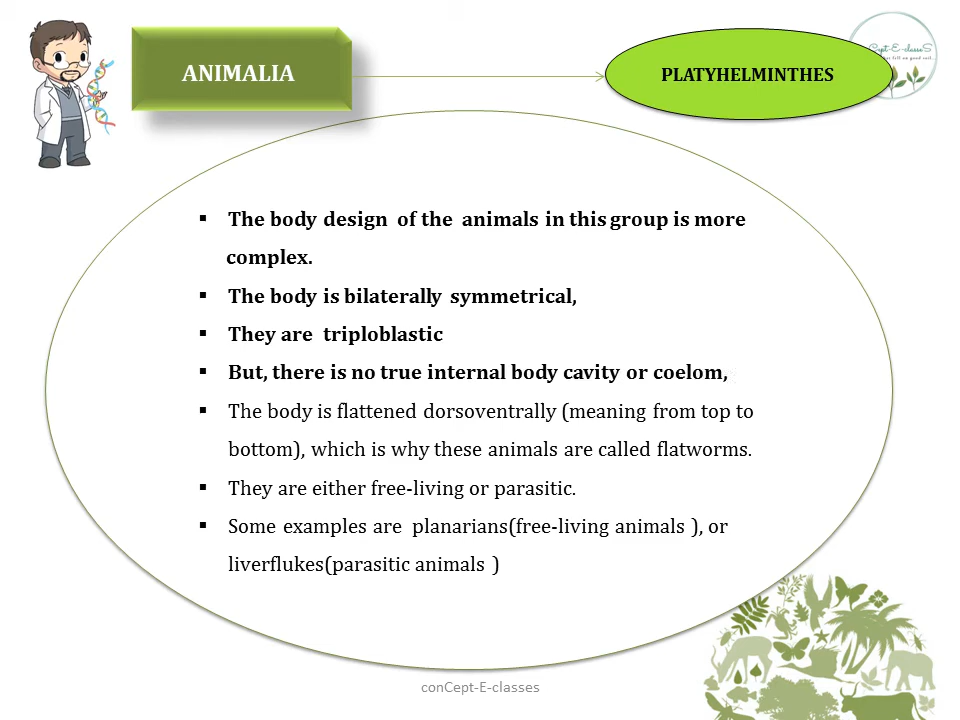 ANIMALIA
PLATYHELMINTHES
Cept-E-classeS
▪ The body design of the animals in this group is more
complex.
▪ The body is bilaterally symmetrical,
▪ They are triploblastic
▪ But, there is no true internal body cavity or coelom,
▪ The body is flattened dorsoventrally (meaning from top to
bottom), which is why these animals are called flatworms.
▪ They are either free-living or parasitic.
▪ Some examples are planarians(free-living animals ), or
liverflukes(parasitic animals )
conCept-E-classes